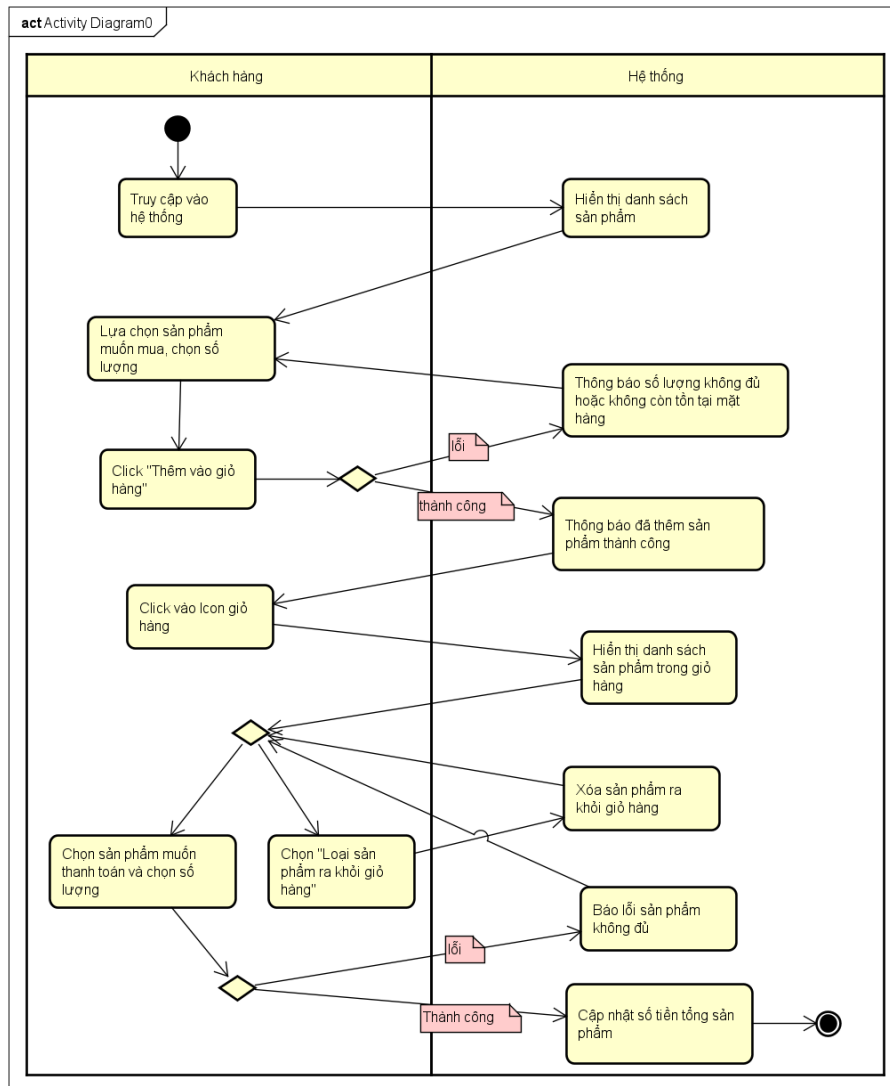 act Activity Diagram0
Khách hàng
Hệ thống
Truy cập vào
hệ thống
Hiển thị danh sách
sản phẩm
Lựa chọn sản phẩm
muốn mua, chọn số
lượng
Thông báo số lượng không đủ
hoặc không còn tồn tại mặt
hàng
lỗi
Click "Thêm vào giỏ
hàng"
thành công
Thông báo đã thêm sản
phẩm thành công
Click vào Icon giỏ
hàng
Hiển thị danh sách
sản phẩm trong giỏ
hàng
Xóa sản phẩm ra
khỏi giỏ hàng
Chọn sản phẩm muốn
thanh toán và chọn số
lượng
Chọn "Loại sản
phẩm ra khỏi giỏ
hàng"
Báo lỗi sản phẩm
không đủ
lỗi
Thành công
Cập nhật số tiền tổng sản
phẩm